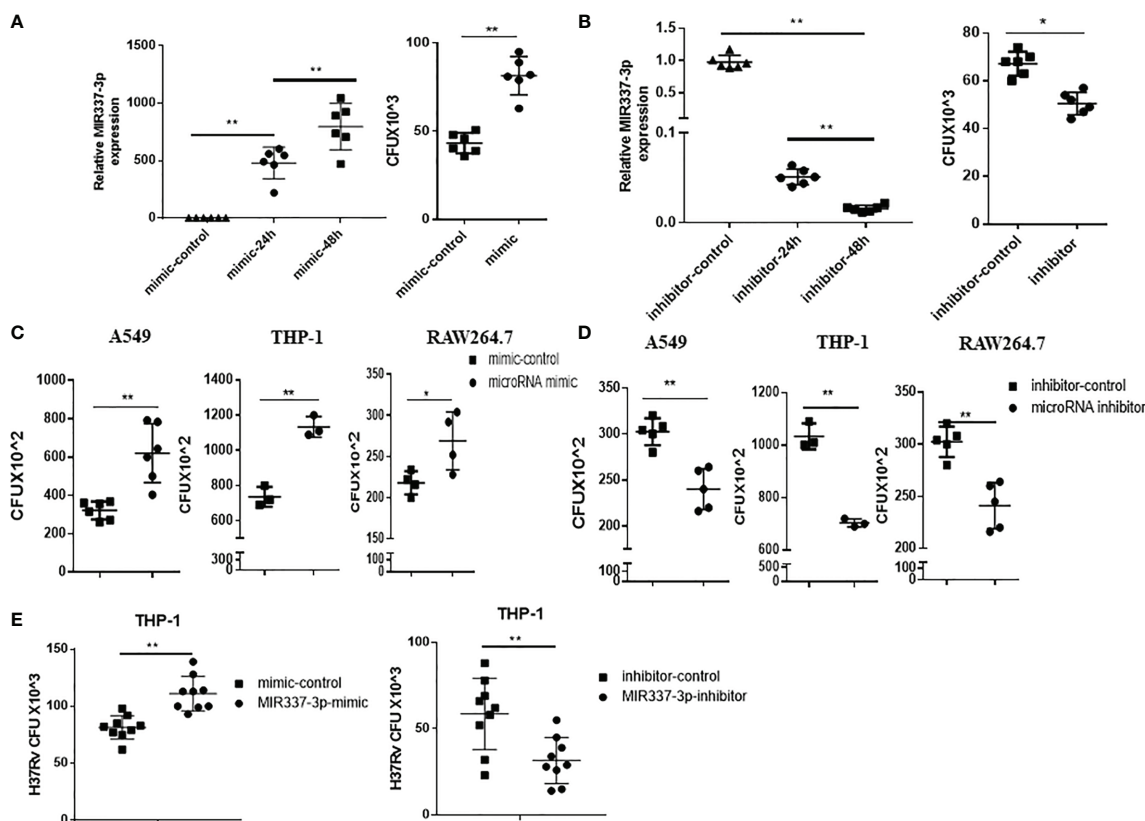 A
Relative MIR337-3p
expression
1500
1000
500
0
**
**
mimic-control
mimic-24h
mimic-48h
CFUX10^3
100
50
0
**
mimic-control
mimic
B
Relative MIR337-3p
expression
1.5
1.0
0.5
0.1
0.0
**
**
inhibitor-control
inhibitor-24h
inhibitor-48h
CFUX10^3
80
60
40
20
0
*
inhibitor-control
inhibitor
C
A549
CFUX10^2
1000
800
600
400
200
0
**
THP-1
CFUX10^2
1400
1200
1000
800
600
300
0
**
RAW264.7
mimic-control
microRNA mimic
CFUX10^2
350
300
250
200
150
100
0
*
D
A549
CFUX10^2
350
300
250
200
100
0
**
THP-1
CFUX10^2
1200
1000
800
600
500
0
**
RAW264.7
inhibitor-control
microRNA inhibitor
CFUX10^2
350
300
250
200
100
0
**
E
THP-1
H37Rv CFU X10^3
150
100
50
0
**
mimic-control
MIR337-3p-mimic
THP-1
H37Rv CFU X10^3
100
50
0
**
inhibitor-control
MIR337-3p-inhibitor